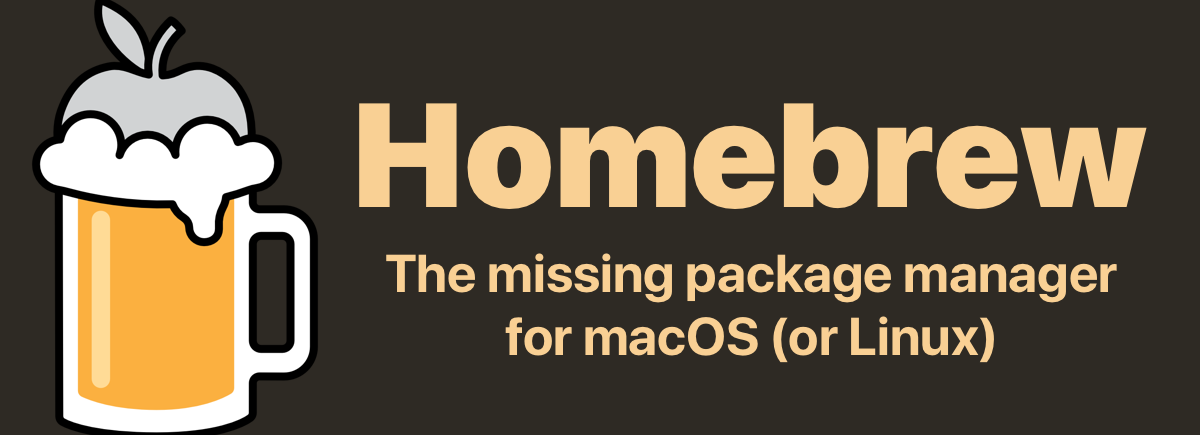 Homebrew
The missing package manager
for macOS (or Linux)